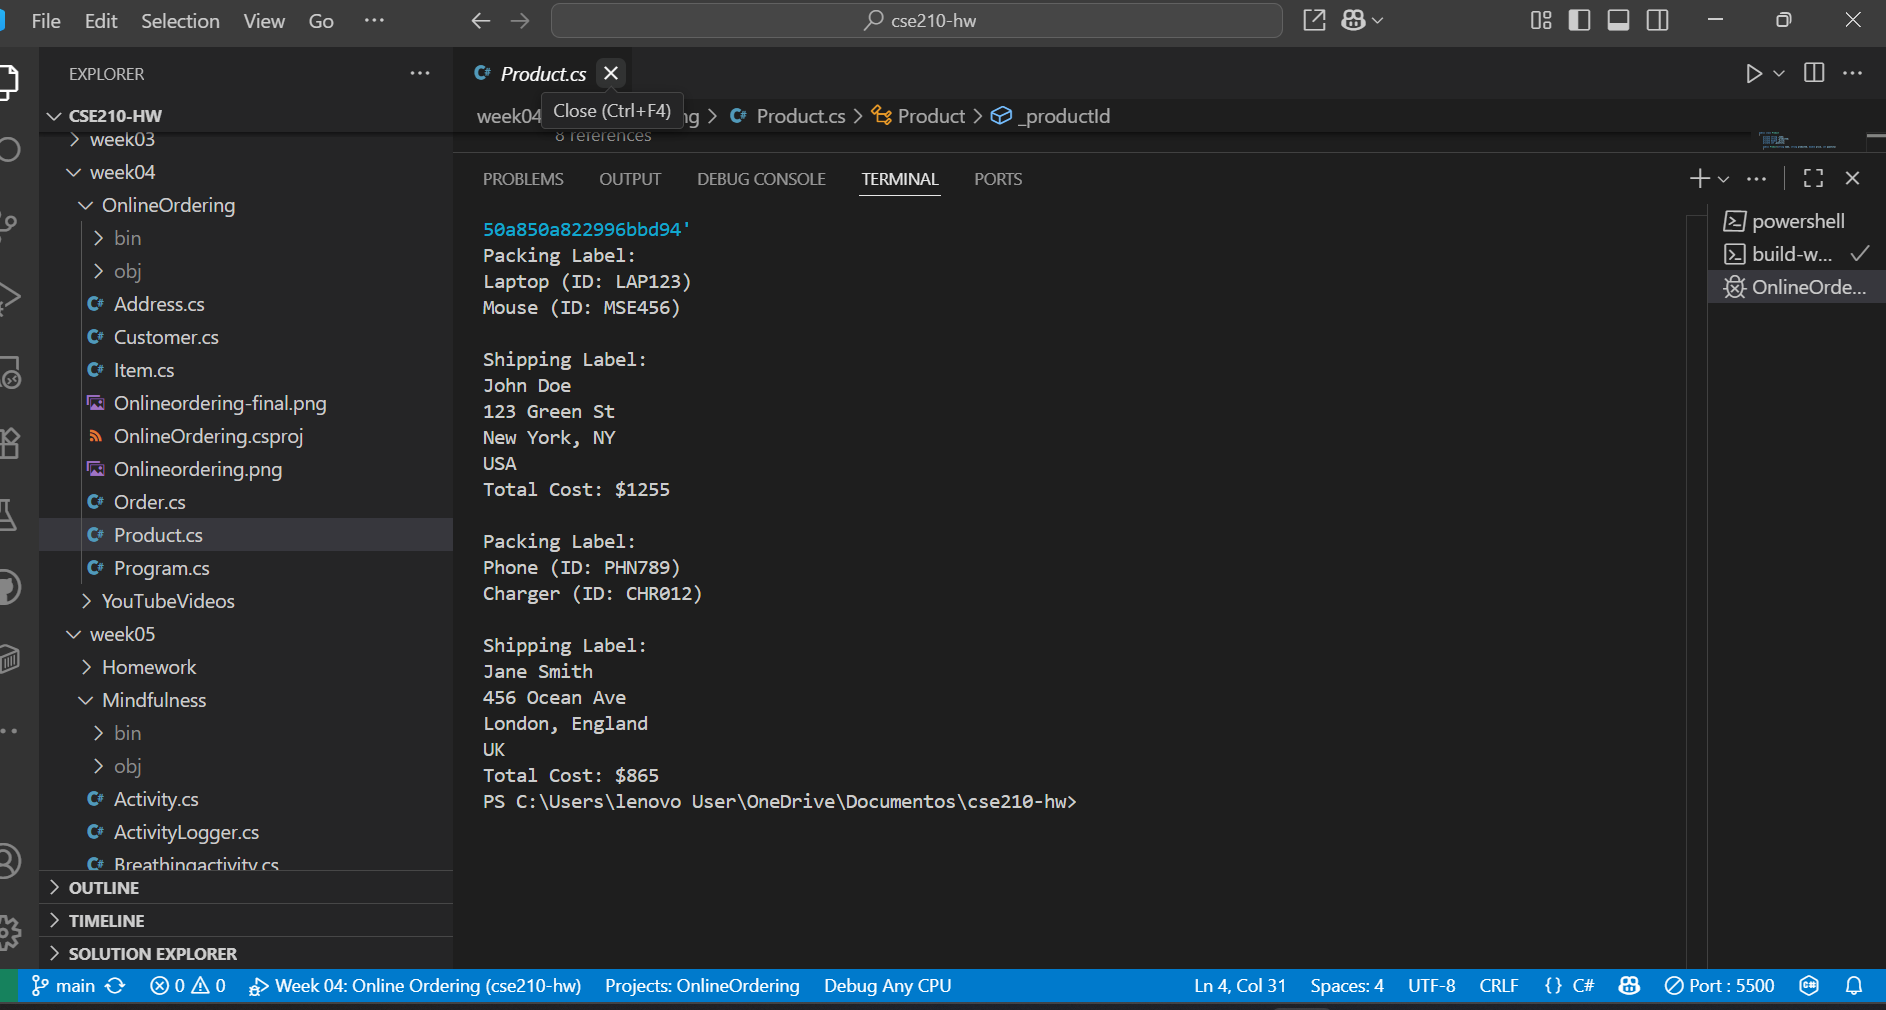 File Edit Selection View Go ···
cse210-hw
EXPLORER ···
CSE210-HW
week03
week04
OnlineOrdering
bin
obj
Address.cs
Customer.cs
Item.cs
Onlineordering-final.png
OnlineOrdering.csproj
Onlineordering.png
Order.cs
Product.cs
Program.cs
YouTubeVideos
week05
Homework
Mindfulness
bin
obj
Activity.cs
ActivityLogger.cs
Breathingactivity.cs
OUTLINE
TIMELINE
SOLUTION EXPLORER
Product.cs
Close (Ctrl+F4)
week04 ng > Product.cs > Product > _productId
8 references
PROBLEMS OUTPUT DEBUG CONSOLE TERMINAL PORTS
50a850a822996bbd94'
Packing Label:
Laptop (ID: LAP123)
Mouse (ID: MSE456)
Shipping Label:
John Doe
123 Green St
New York, NY
USA
Total Cost: $1255
Packing Label:
Phone (ID: PHN789)
Charger (ID: CHR012)
Shipping Label:
Jane Smith
456 Ocean Ave
London, England
UK
Total Cost: $865
PS C:\Users\lenovo User\OneDrive\Documentos\cse210-hw>
powershell
build-w...
OnlineOrde...
main 0 0 Week 04: Online Ordering (cse210-hw) Projects: OnlineOrdering Debug Any CPU Ln 4, Col 31 Spaces: 4 UTF-8 CRLF {} C# Port : 5500